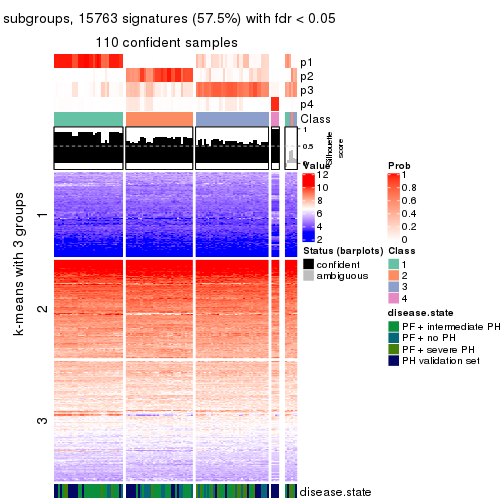 subgroups, 15763 signatures (57.5%) with fdr < 0.05
110 confident samples
p1
p2
p3
p4
Class
1
0.5
0
Silhouette
score
k-means with 3 groups
1
2
3
Value
12
10
8
6
4
2
Prob
1
0.8
0.6
0.4
0.2
0
Status (barplots)
confident
ambiguous
Class
1
2
3
4
disease.state
PF + intermediate PH
PF + no PH
PF + severe PH
PH validation set
disease.state